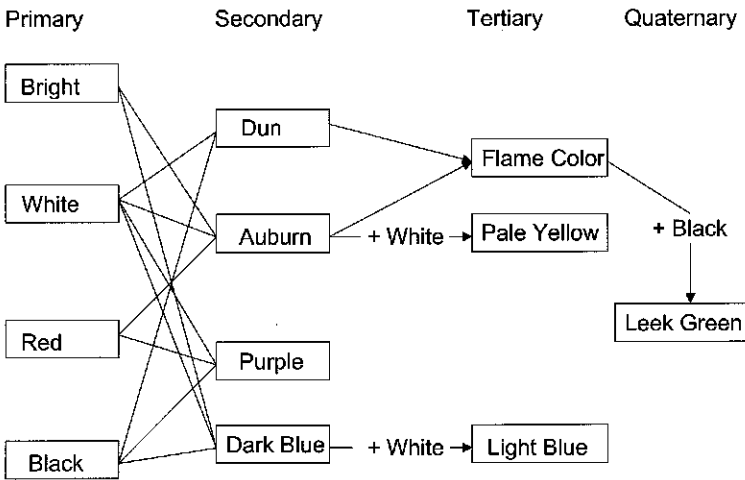 Primary Secondary Tertiary Quaternary
Bright
Dun
Flame Color
White
Auburn + White Pale Yellow + Black
Leek Green
Red
Purple
Black
Dark Blue + White Light Blue